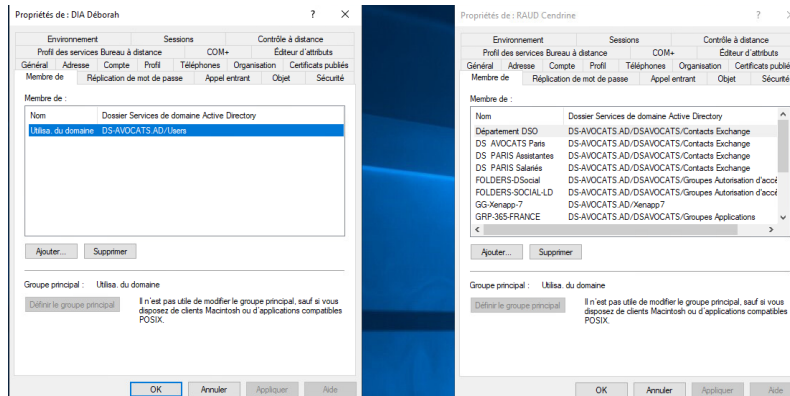 Propriétés de : DIA Déborah
?
Environnement Sessions Contrôle à distance
Profil des services Bureau à distance COM+ Éditeur d'attributs
Général Adresse Compte Profil Téléphones Organisation Certificats publiés
Membre de Réplication de mot de passe Appel entrant Objet Sécurité
Membre de :
Nom Dossier Services de domaine Active Directory
Utilisa. du domaine DS-AVOCATS.AD/Users
Ajouter... Supprimer
Groupe principal : Utilisa. du domaine
Définir le groupe principal
Il n'est pas utile de modifier le groupe principal, sauf si vous
disposez de clients Macintosh ou d'applications compatibles
POSIX.
OK Annuler Appliquer Aide
Propriétés de : RAUD Cendrine
?
Environnement Sessions Contrôle à distance
Profil des services Bureau à distance COM+ Éditeur d'attributs
Général Adresse Compte Profil Téléphones Organisation Certificats publié
Membre de Réplication de mot de passe Appel entrant Objet Sécurité
Membre de :
Nom Dossier Services de domaine Active Directory
Département DSO DS-AVOCATS.AD/DSAVOCATS/Contacts Exchange
DS AVOCATS Paris DS-AVOCATS.AD/DSAVOCATS/Contacts Exchange
DS PARIS Assistantes DS-AVOCATS.AD/DSAVOCATS/Contacts Exchange
DS PARIS Salariés DS-AVOCATS.AD/DSAVOCATS/Contacts Exchange
FOLDERS-DSocial DS-AVOCATS.AD/DSAVOCATS/Groupes Autorisation d'accé
FOLDERS-SOCIAL-LD DS-AVOCATS.AD/DSAVOCATS/Groupes Autorisation d'accé
GG-Xenapp-7 DS-AVOCATS.AD/Xenapp7
GRP-365-FRANCE DS-AVOCATS.AD/DSAVOCATS/Groupes Applications
Ajouter... Supprimer
Groupe principal : Utilisa. du domaine
Définir le groupe principal
Il n'est pas utile de modifier le groupe principal, sauf si vous
disposez de clients Macintosh ou d'applications compatibles
POSIX.
OK Annuler Appliquer Aide